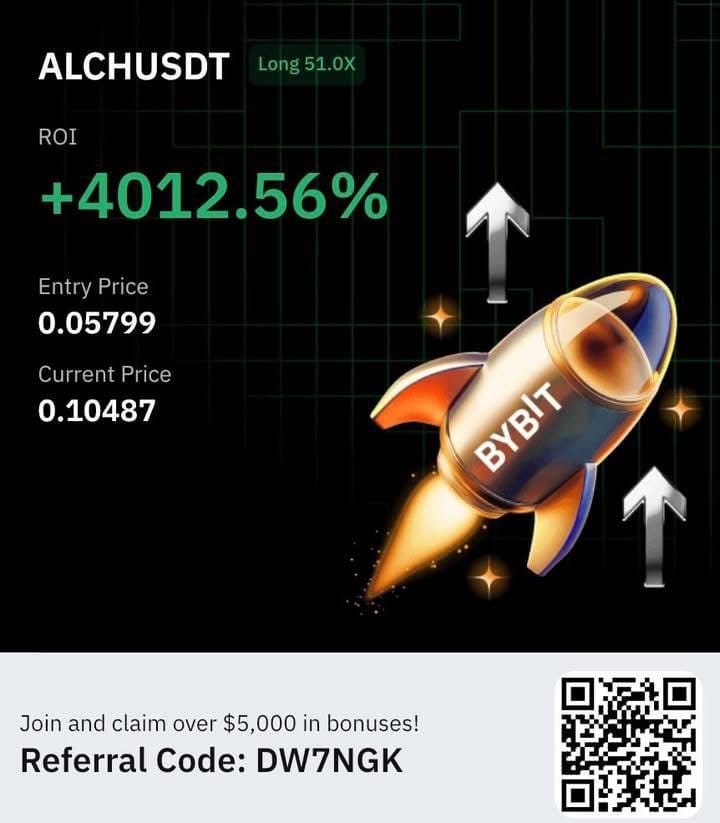 ALCHUSDT Long 51.0X
ROI
+4012.56%
Entry Price
0.05799
Current Price
0.10487
BYBIT
Join and claim over $5,000 in bonuses!
Referral Code: DW7NGK